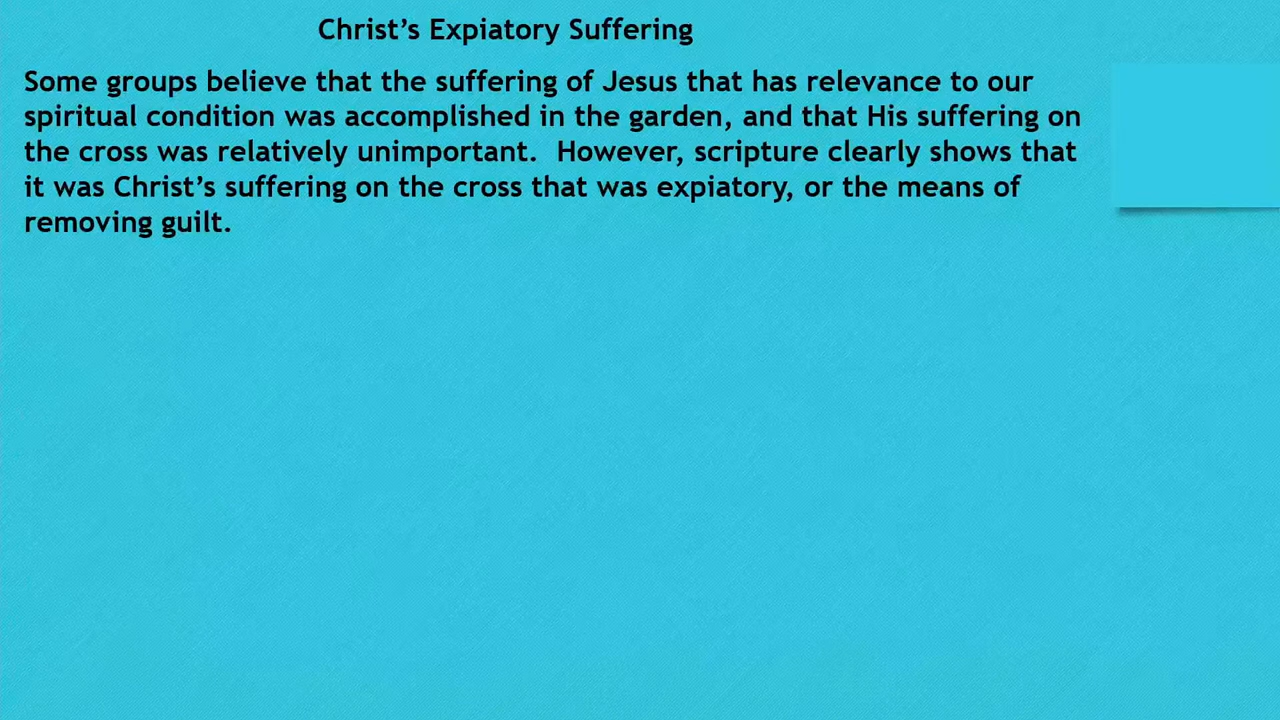 Christ’s Expiatory Suffering
Some groups believe that the suffering of Jesus that has relevance to our
spiritual condition was accomplished in the garden, and that His suffering on
the cross was relatively unimportant.  However, scripture clearly shows that
it was Christ’s suffering on the cross that was expiatory, or the means of
removing guilt.